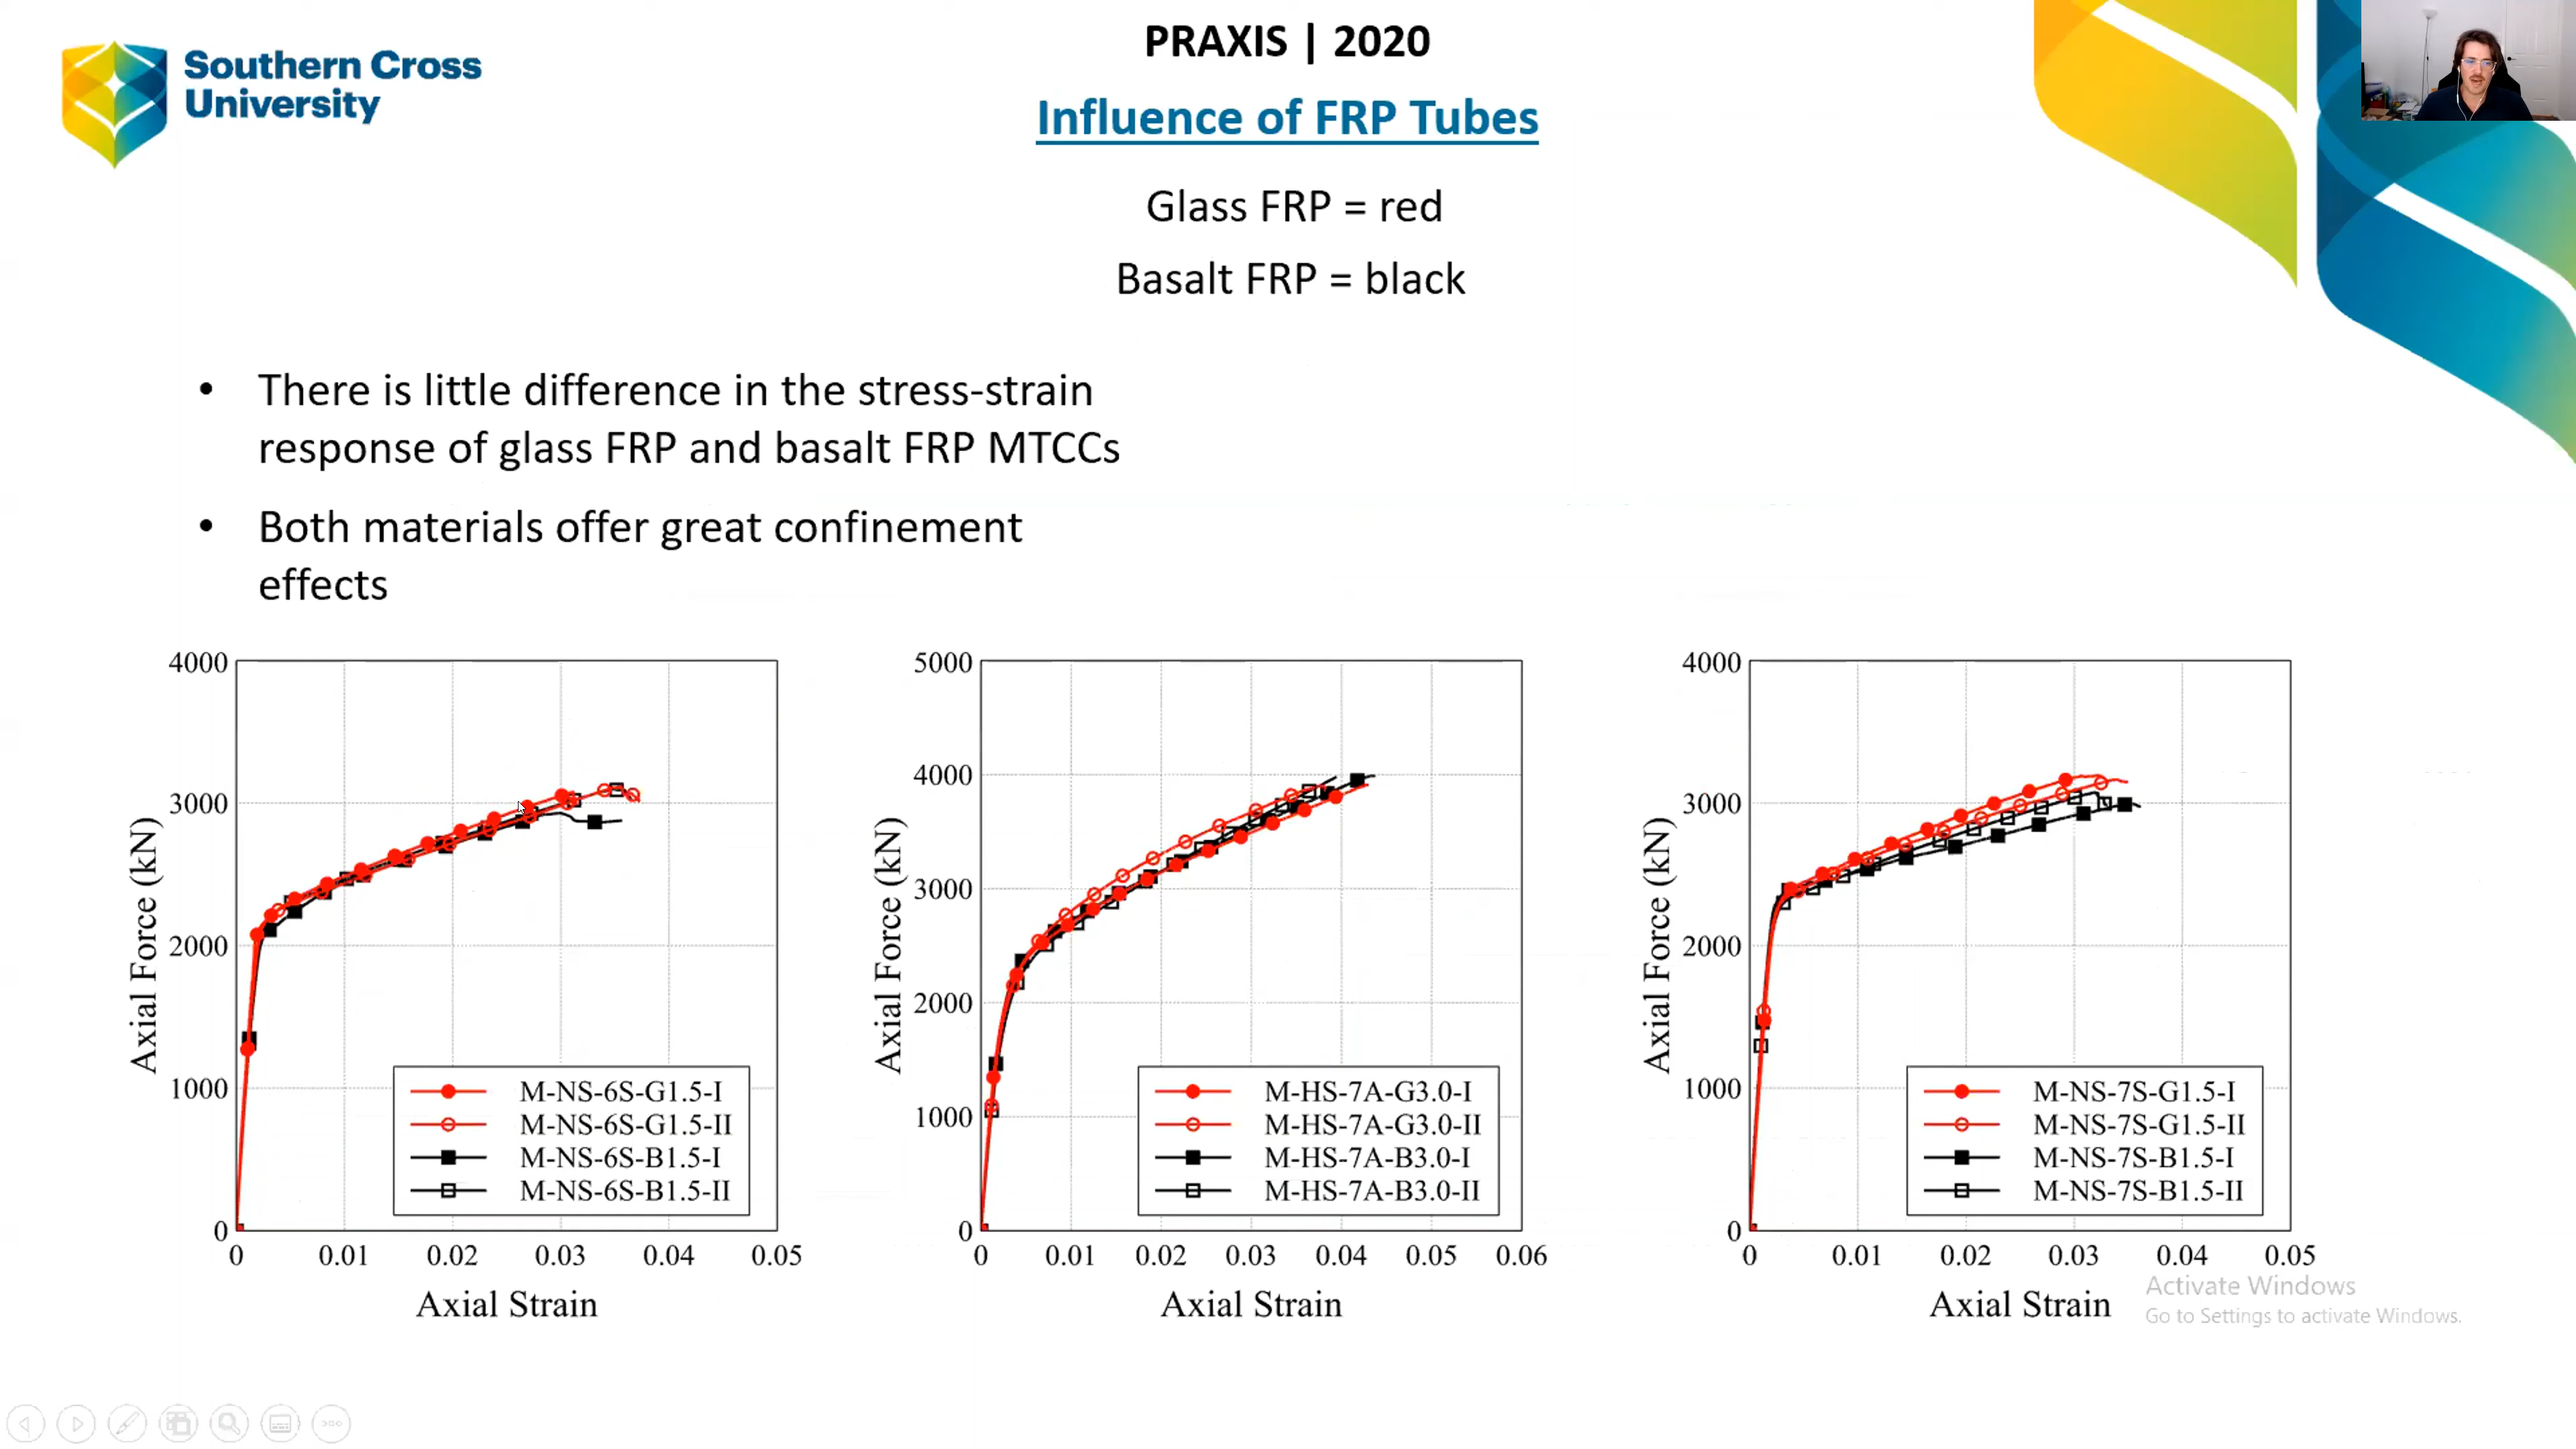 Southern Cross
University
PRAXIS | 2020
Influence of FRP Tubes
Glass FRP = red
Basalt FRP = black
• There is little difference in the stress-strain
response of glass FRP and basalt FRP MTCCs
• Both materials offer great confinement
effects
4000
3000
2000
1000
0
Axial Force (kN)
M-NS-6S-G1.5-I
M-NS-6S-G1.5-II
M-NS-6S-B1.5-I
M-NS-6S-B1.5-II
0 0.01 0.02 0.03 0.04 0.05
Axial Strain
5000
4000
3000
2000
1000
0
Axial Force (kN)
M-HS-7A-G3.0-I
M-HS-7A-G3.0-II
M-HS-7A-B3.0-I
M-HS-7A-B3.0-II
0 0.01 0.02 0.03 0.04 0.05 0.06
Axial Strain
4000
3000
2000
1000
0
Axial Force (kN)
M-NS-7S-G1.5-I
M-NS-7S-G1.5-II
M-NS-7S-B1.5-I
M-NS-7S-B1.5-II
0 0.01 0.02 0.03 0.04 0.05
Axial Strain
Activate Windows
Go to Settings to activate Windows.